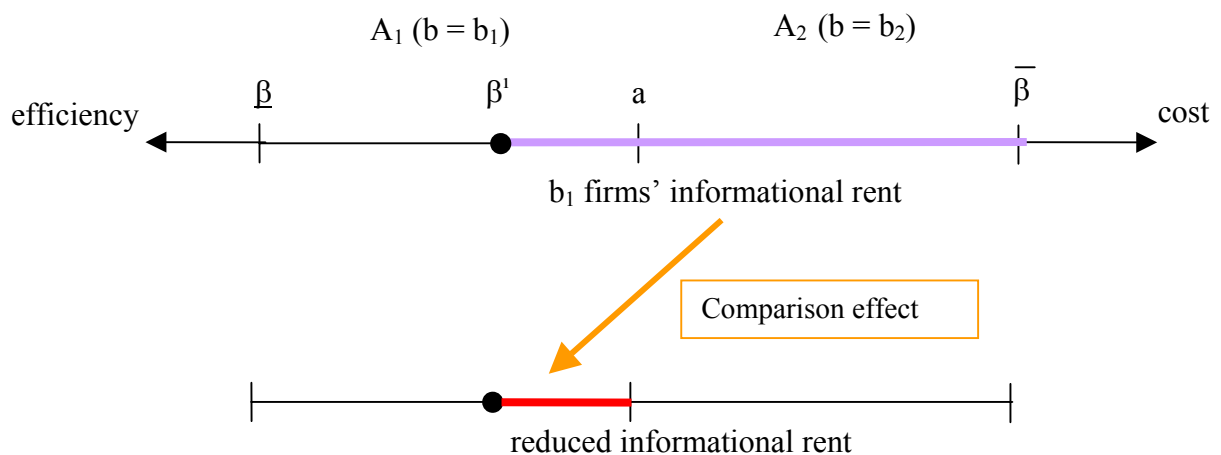 A₁ (b = b₁) A₂ (b = b₂)
efficiency β̲ β¹ a β̅ cost
b₁ firms’ informational rent
Comparison effect
reduced informational rent